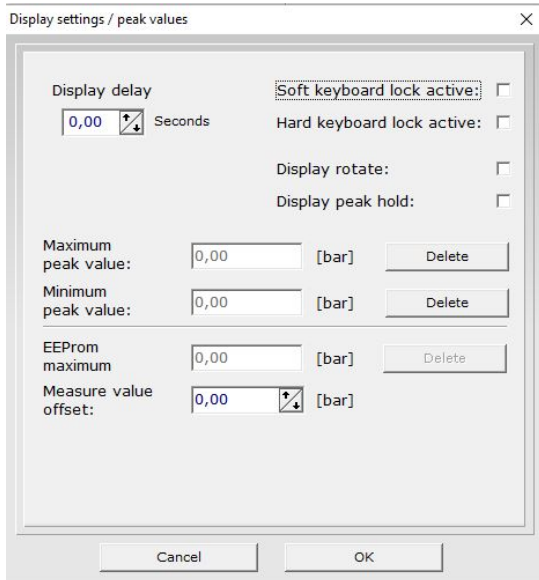 Display settings / peak values
Display delay
0,00 Seconds
Soft keyboard lock active:
Hard keyboard lock active:
Display rotate:
Display peak hold:
Maximum
peak value:
0,00 [bar] Delete
Minimum
peak value:
0,00 [bar] Delete
EEProm
maximum
0,00 [bar] Delete
Measure value
offset:
0,00 [bar]
Cancel OK